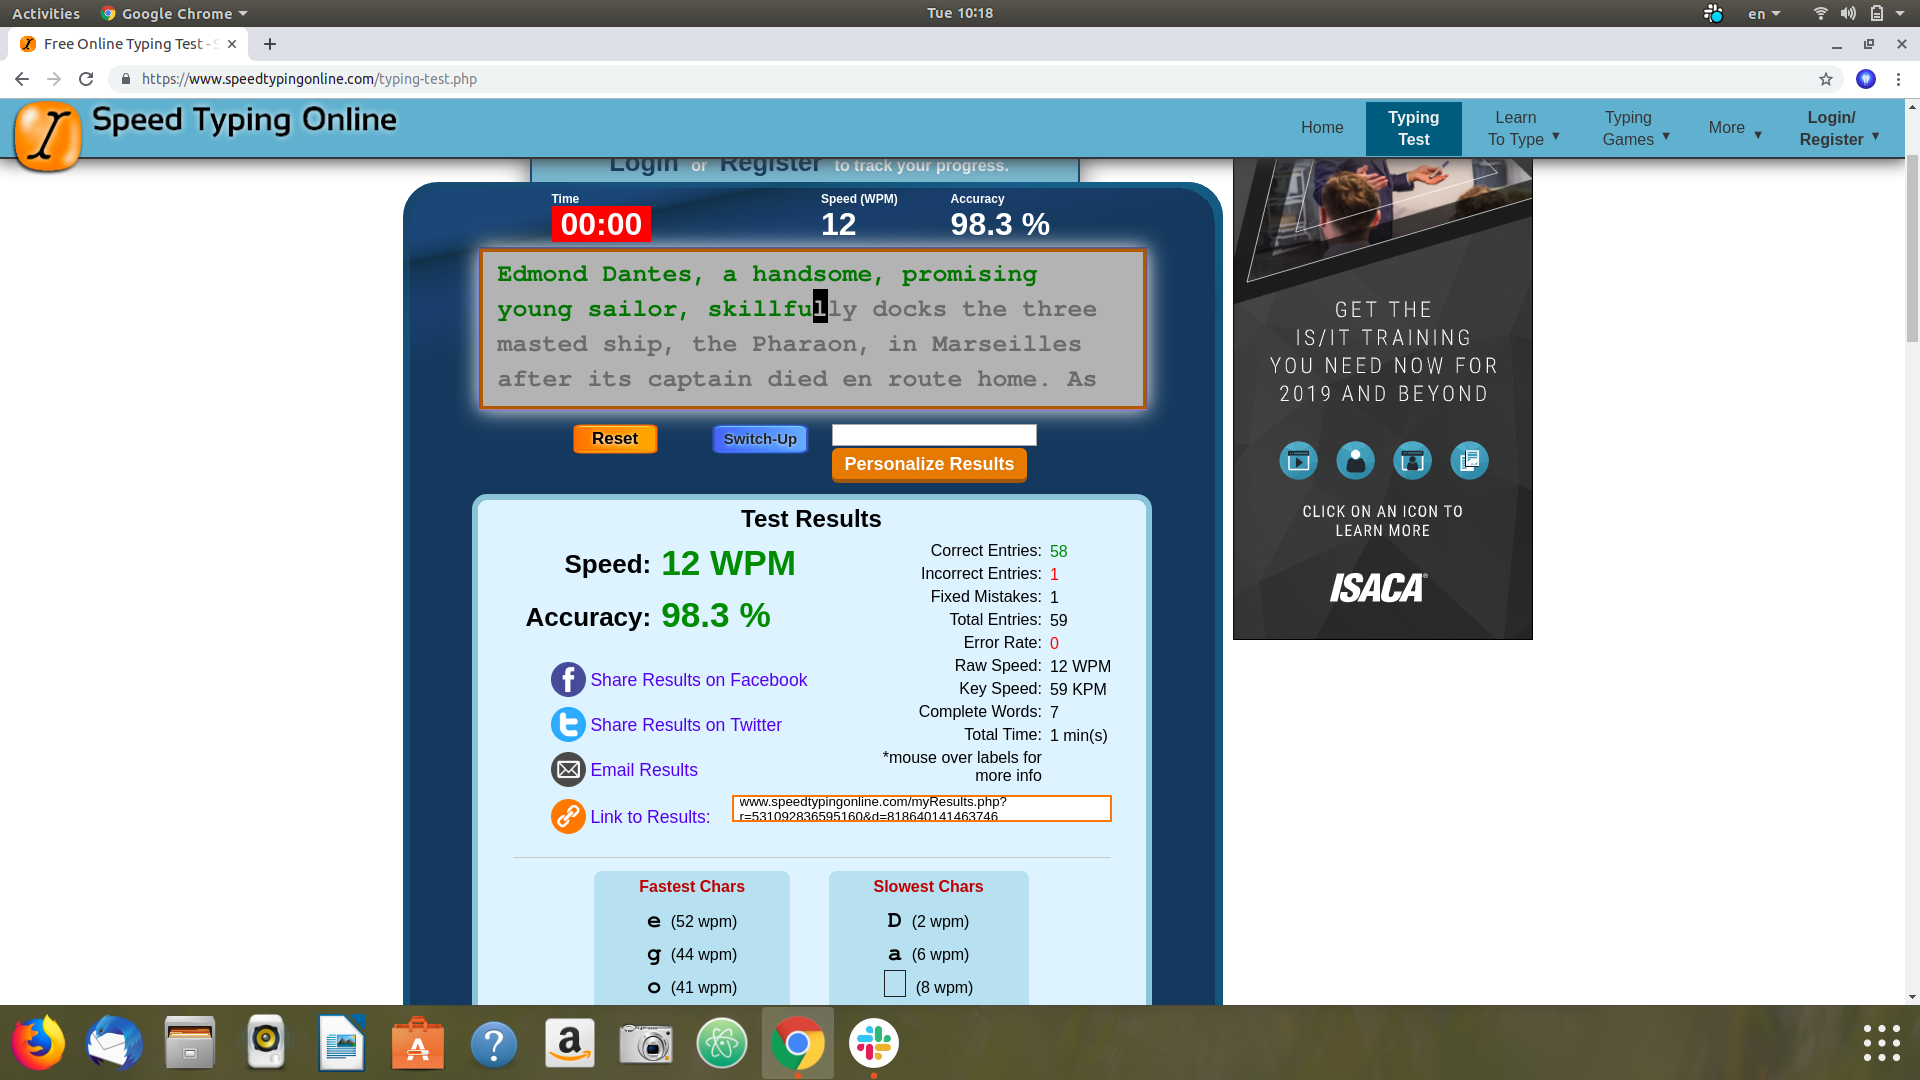 Activities
Google Chrome
Tue 10:18
en
Free Online Typing Test - S
https://www.speedtypingonline.com/typing-test.php
Speed Typing Online
Home
Typing
Test
Learn
To Type
Typing
Games
More
Login/
Register
Login or Register to track your progress.
Time
Speed (WPM)
Accuracy
00:00
12
98.3 %
Edmond Dantes, a handsome, promising
young sailor, skillfully docks the three
masted ship, the Pharaon, in Marseilles
after its captain died en route home. As
Reset
Switch-Up
Personalize Results
Test Results
Speed: 12 WPM
Accuracy: 98.3 %
Share Results on Facebook
Share Results on Twitter
Email Results
Link to Results:
www.speedtypingonline.com/myResults.php?
r=531092836595160&d=818640141463746
Correct Entries: 58
Incorrect Entries: 1
Fixed Mistakes: 1
Total Entries: 59
Error Rate: 0
Raw Speed: 12 WPM
Key Speed: 59 KPM
Complete Words: 7
Total Time: 1 min(s)
*mouse over labels for
more info
Fastest Chars
e (52 wpm)
g (44 wpm)
o (41 wpm)
Slowest Chars
D (2 wpm)
a (6 wpm)
(8 wpm)
GET THE
IS/IT TRAINING
YOU NEED NOW FOR
2019 AND BEYOND
CLICK ON AN ICON TO
LEARN MORE
ISACA®